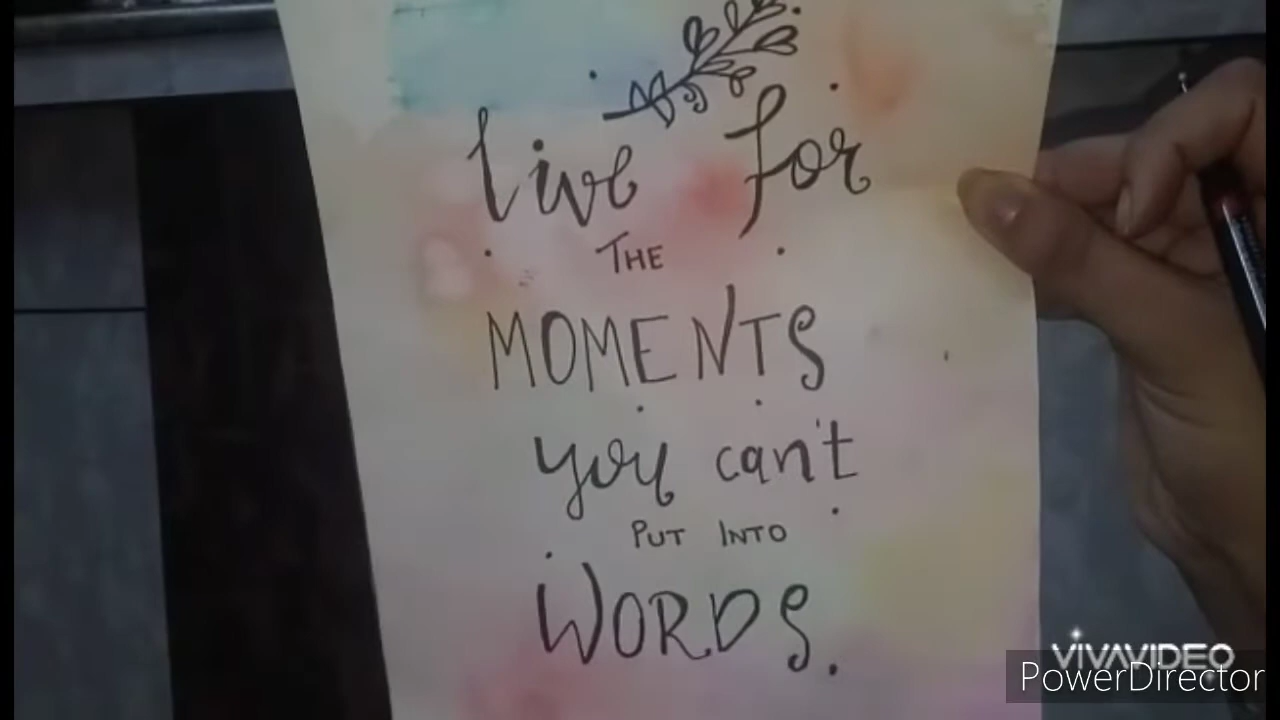 live for
THE
MOMENTS
you can't
PUT INTO
WORDS.
VIVAVIDEO
PowerDirector